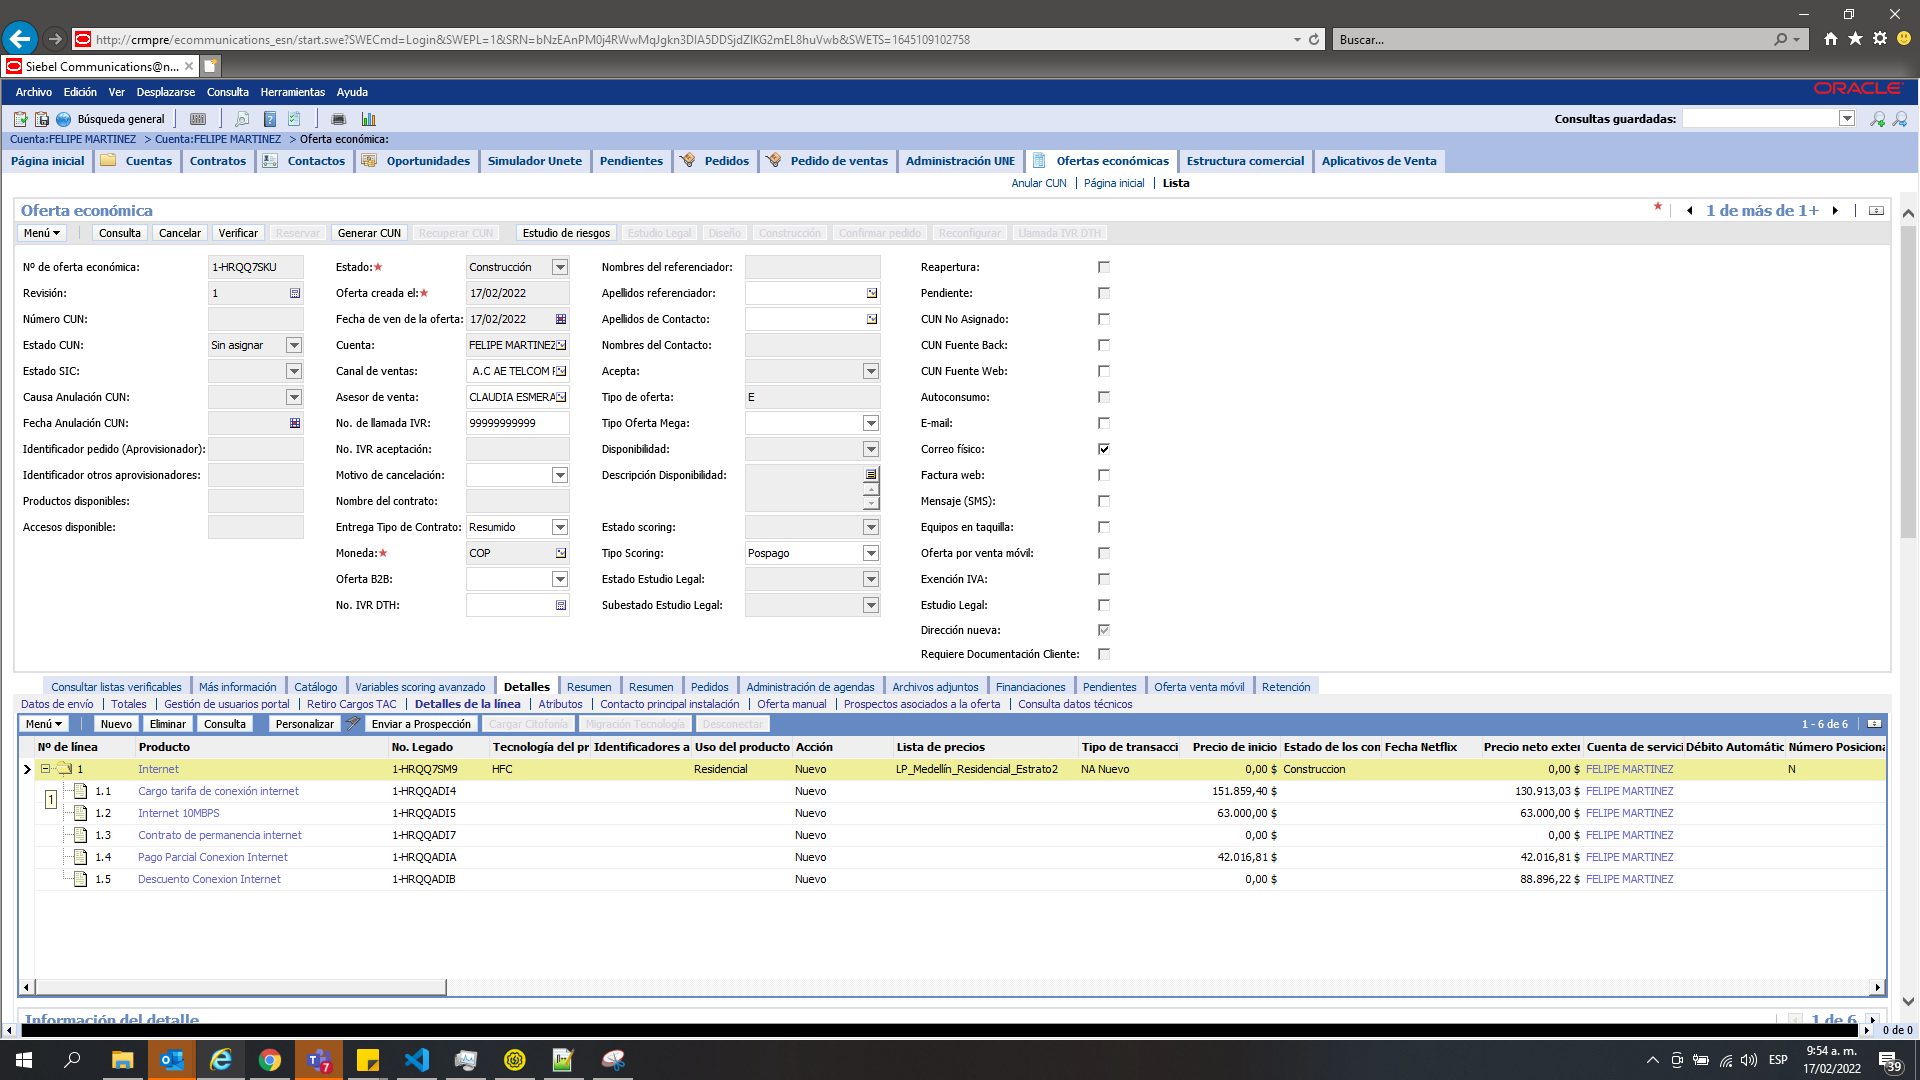 http://crmpre/ecommunications_esn/start.swe?SWECmd=Login&SWEPL=1&SRN=bNzEAnPM0j4RWwMqJgkn3DIA5DDSjdZIKG2mEL8huVwb&SWETS=1645109102758
Buscar...
Siebel Communications@n...
Archivo Edición Ver Desplazarse Consulta Herramientas Ayuda
ORACLE
Búsqueda general
Consultas guardadas:
Cuenta:FELIPE MARTINEZ > Cuenta:FELIPE MARTINEZ > Oferta económica:
Página inicial Cuentas Contratos Contactos Oportunidades Simulador Unete Pendientes Pedidos Pedido de ventas Administración UNE Ofertas económicas Estructura comercial Aplicativos de Venta
Anular CUN Página inicial Lista
Oferta económica
1 de más de 1+
Menú Consulta Cancelar Verificar Reservar Generar CUN Recuperar CUN Estudio de riesgos Estudio Legal Diseño Construcción Confirmar pedido Reconfigurar Llamada IVR DTH
Nº de oferta económica: 1-HRQQ7SKU Estado: Construcción Nombres del referenciador: Reapertura:
Revisión: 1 Oferta creada el: 17/02/2022 Apellidos referenciador: Pendiente:
Número CUN: Fecha de ven de la oferta: 17/02/2022 Apellidos de Contacto: CUN No Asignado:
Estado CUN: Sin asignar Cuenta: FELIPE MARTINEZ Nombres del Contacto: CUN Fuente Back:
Estado SIC: Canal de ventas: A.C AE TELCOM F Acepta: CUN Fuente Web:
Causa Anulación CUN: Asesor de venta: CLAUDIA ESMERA Tipo de oferta: E Autoconsumo:
Fecha Anulación CUN: No. de llamada IVR: 99999999999 Tipo Oferta Mega: E-mail:
Identificador pedido (Aprovisionador): No. IVR aceptación: Disponibilidad: Correo físico:
Identificador otros aprovisionadores: Motivo de cancelación: Descripción Disponibilidad: Factura web:
Productos disponibles: Nombre del contrato: Mensaje (SMS):
Accesos disponible: Entrega Tipo de Contrato: Resumido Estado scoring: Equipos en taquilla:
Moneda: COP Tipo Scoring: Pospago Oferta por venta móvil:
Oferta B2B: Estado Estudio Legal: Exención IVA:
No. IVR DTH: Subestado Estudio Legal: Estudio Legal:
Dirección nueva:
Requiere Documentación Cliente:
Consultar listas verificables Más información Catálogo Variables scoring avanzado Detalles Resumen Resumen Pedidos Administración de agendas Archivos adjuntos Financiaciones Pendientes Oferta venta móvil Retención
Datos de envío Totales Gestión de usuarios portal Retiro Cargos TAC Detalles de la línea Atributos Contacto principal instalación Oferta manual Prospectos asociados a la oferta Consulta datos técnicos
Menú Nuevo Eliminar Consulta Personalizar Enviar a Prospección Cargar Citofonía Migración Tecnología Desconectar 1 - 6 de 6
Nº de línea Producto No. Legado Tecnología del pr Identificadores a Uso del producto Acción Lista de precios Tipo de transacci Precio de inicio Estado de los con Fecha Netflix Precio neto exter Cuenta de servici Débito Automátic Número Posiciona
1 Internet 1-HRQQ7SM9 HFC Residencial Nuevo LP_Medellín_Residencial_Estrato2 NA Nuevo 0,00 $ Construccion 0,00 $ FELIPE MARTINEZ N
1.1 Cargo tarifa de conexión internet 1-HRQQADI4 Nuevo 151.859,40 $ 130.913,03 $ FELIPE MARTINEZ
1
1.2 Internet 10MBPS 1-HRQQADI5 Nuevo 63.000,00 $ 63.000,00 $ FELIPE MARTINEZ
1.3 Contrato de permanencia internet 1-HRQQADI7 Nuevo 0,00 $ 0,00 $ FELIPE MARTINEZ
1.4 Pago Parcial Conexion Internet 1-HRQQADIA Nuevo 42.016,81 $ 42.016,81 $ FELIPE MARTINEZ
1.5 Descuento Conexion Internet 1-HRQQADIB Nuevo 0,00 $ 88.896,22 $ FELIPE MARTINEZ
Información del detalle
1 de 6
0 de 0
7
ESP
9:54 a. m.
17/02/2022
39